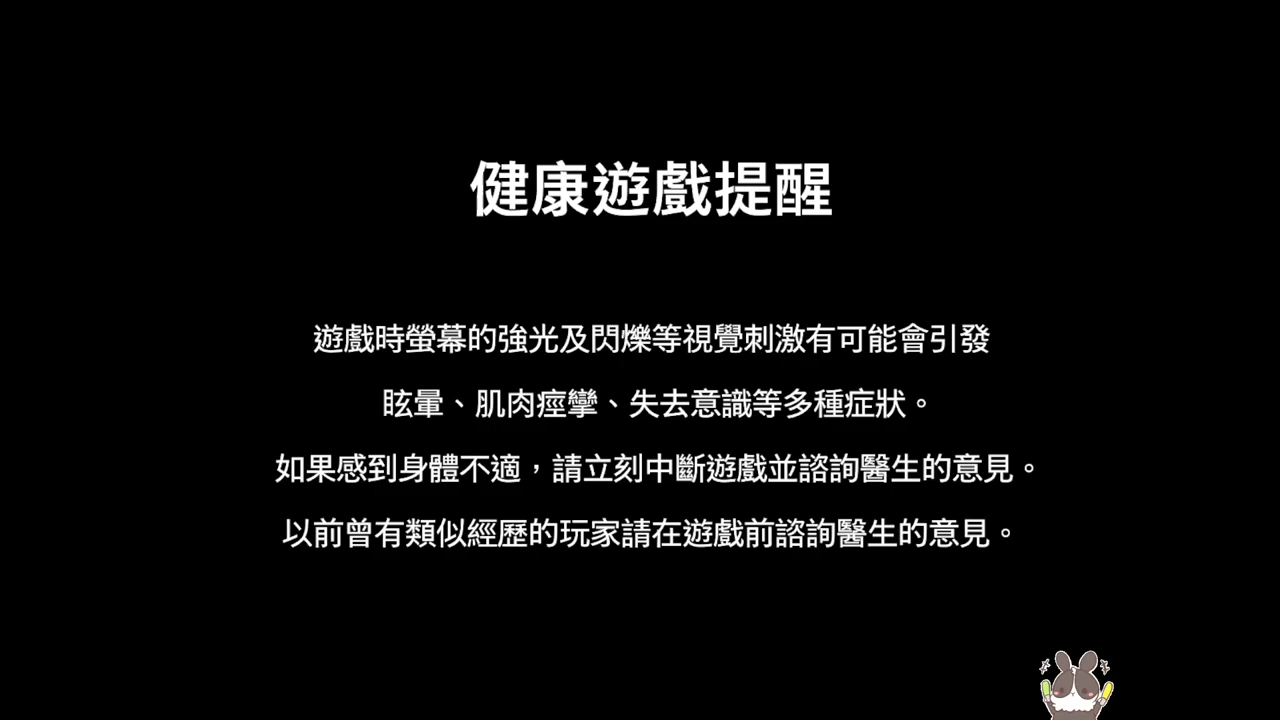 健康遊戲提醒
遊戲時螢幕的強光及閃爍等視覺刺激有可能會引發
眩暈、肌肉痙攣、失去意識等多種症狀。
如果感到身體不適，請立刻中斷遊戲並諮詢醫生的意見。
以前曾有類似經歷的玩家請在遊戲前諮詢醫生的意見。